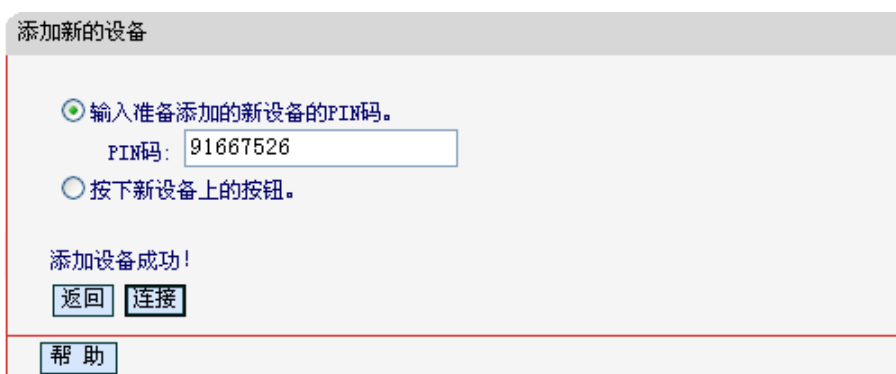 添加新的设备
输入准备添加的新设备的PIN码。
PIN码: 91667526
按下新设备上的按钮。
添加设备成功!
返回 连接
帮 助